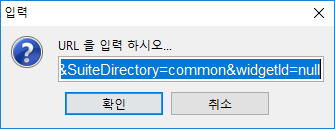 입력
URL 을 입력 하시오...
&SuiteDirectory=common&widgetId=null
확인
취소